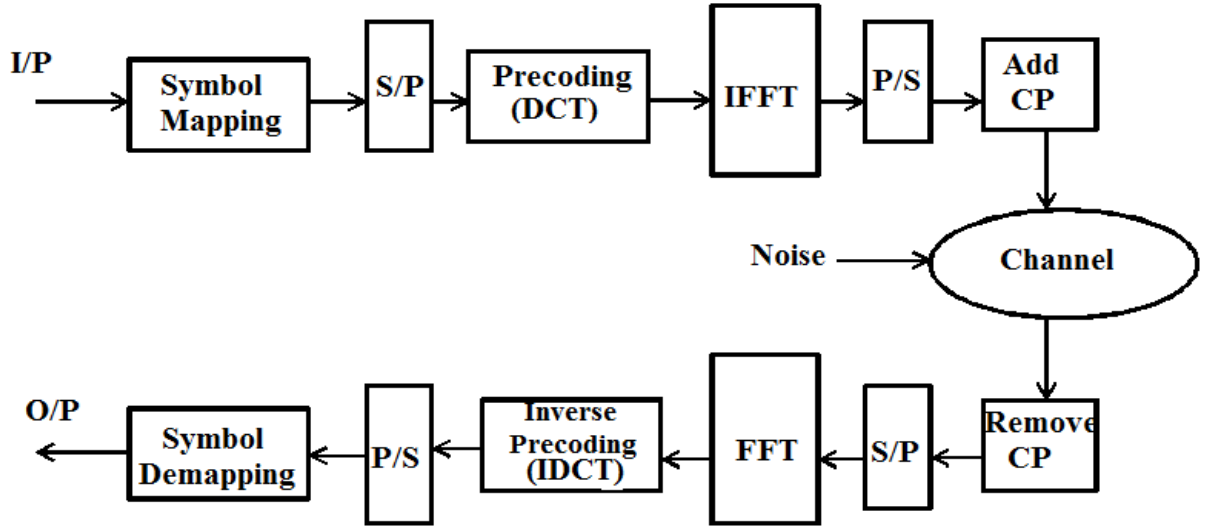 I/P
Symbol
Mapping
S/P
Precoding
(DCT)
IFFT
P/S
Add
CP
Noise
Channel
Remove
CP
S/P
FFT
Inverse
Precoding
(IDCT)
P/S
Symbol
Demapping
O/P